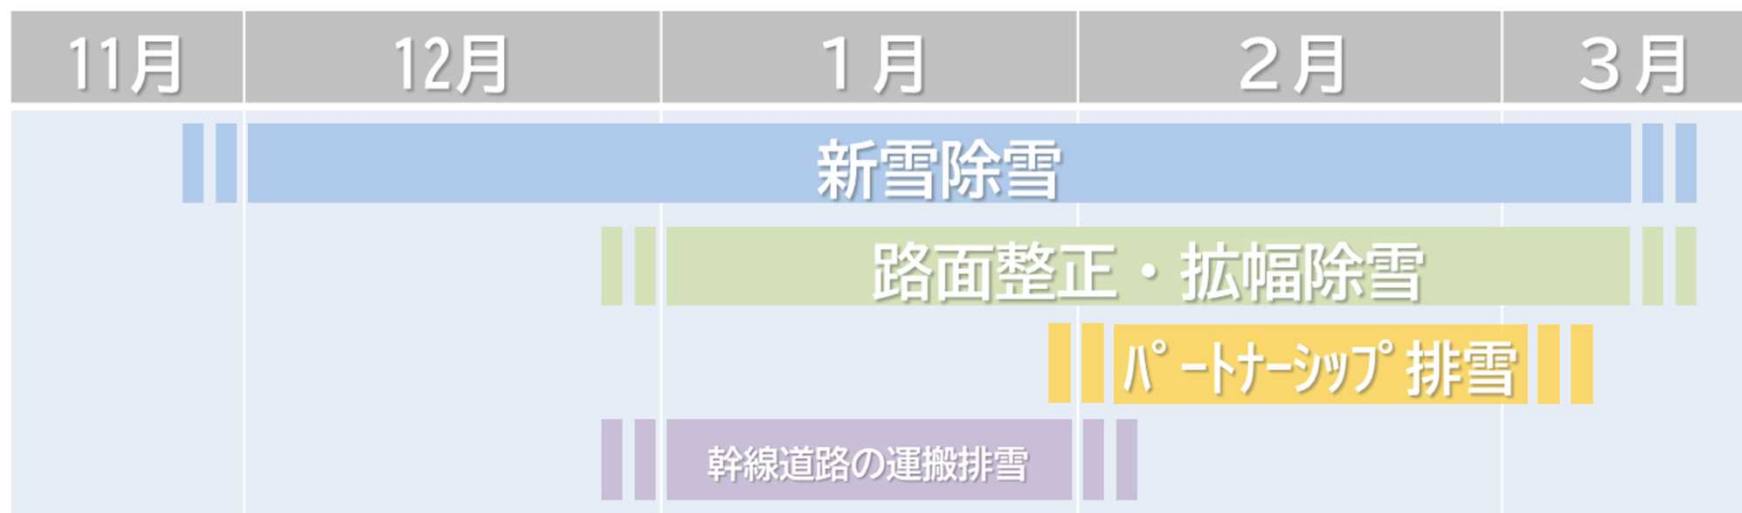 11月 12月 １月 ２月 ３月
新雪除雪
路面整正・拡幅除雪
ﾊﾟｰﾄﾅｰｼｯﾌﾟ排雪
幹線道路の運搬排雪